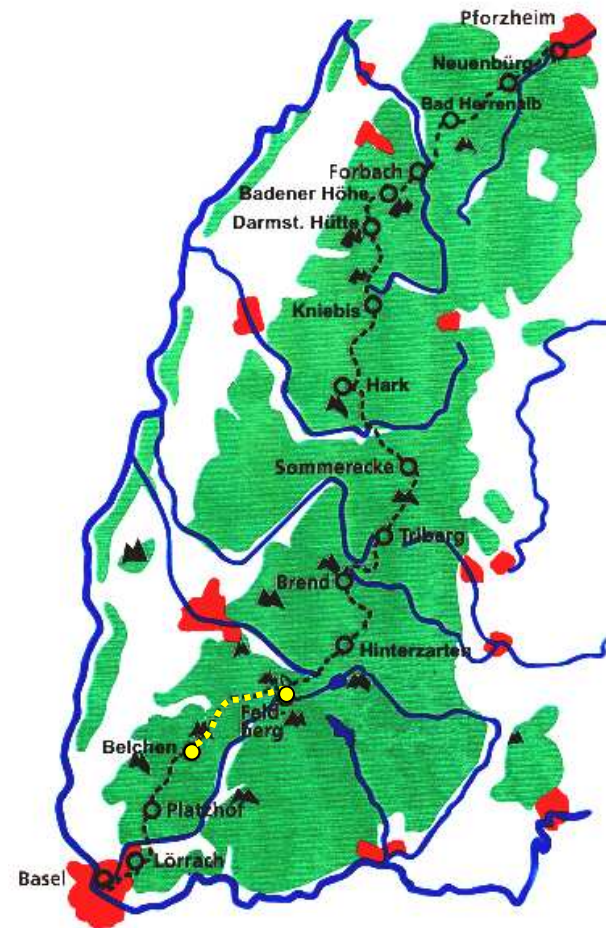 Pforzheim
Neuenbürg
Bad Herrenalb
Forbach
Badener Höhe
Darmst. Hütte
Kniebis
Hark
Sommerecke
Triberg
Brend
Hinterzarten
Feld-
berg
Belchen
Platzhof
Lörrach
Basel